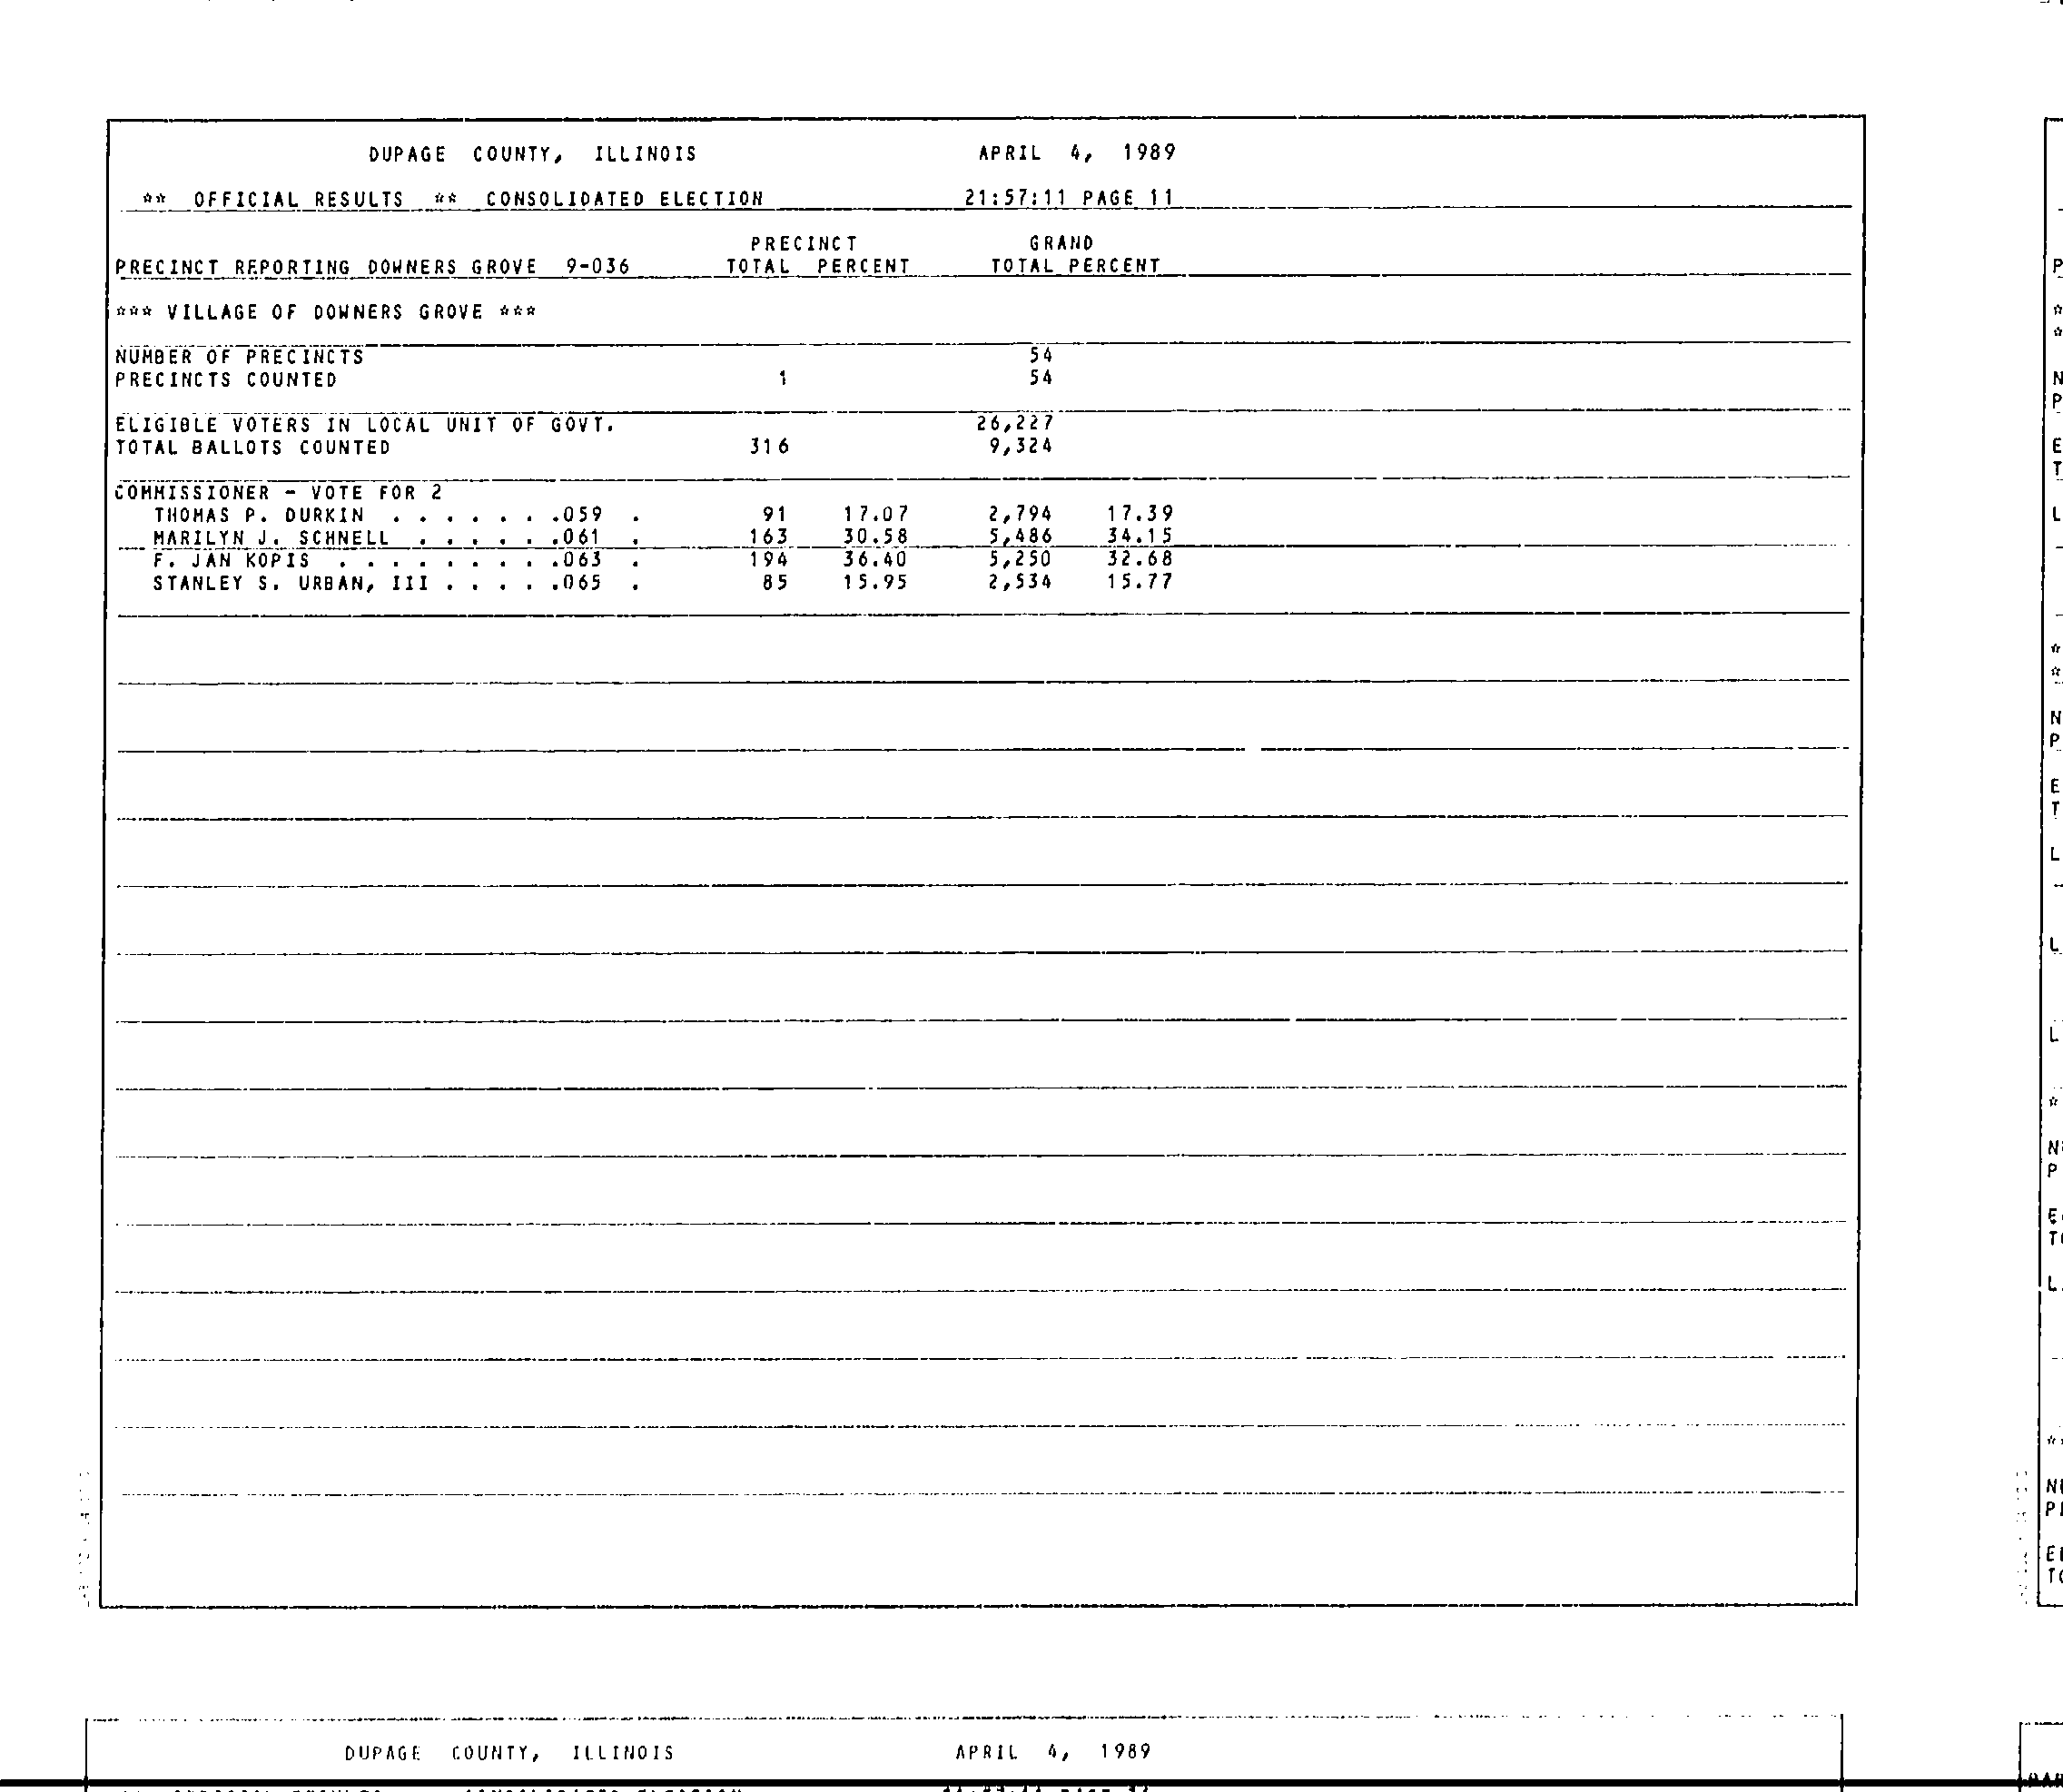 DUPAGE COUNTY, ILLINOIS APRIL 4, 1989
** OFFICIAL RESULTS ** CONSOLIDATED ELECTION 21:57:11 PAGE 11
PRECINCT GRAND
PRECINCT REPORTING DOWNERS GROVE 9-036 TOTAL PERCENT TOTAL PERCENT
*** VILLAGE OF DOWNERS GROVE ***
NUMBER OF PRECINCTS 54
PRECINCTS COUNTED 1 54
ELIGIBLE VOTERS IN LOCAL UNIT OF GOVT. 26,227
TOTAL BALLOTS COUNTED 316 9,324
COMMISSIONER - VOTE FOR 2
THOMAS P. DURKIN . . . . . . .059 . 91 17.07 2,794 17.39
MARILYN J. SCHNELL . . . . . .061 . 163 30.58 5,486 34.15
F. JAN KOPIS . . . . . . . . .063 . 194 36.40 5,250 32.68
STANLEY S. URBAN, III . . . . .065 . 85 15.95 2,534 15.77
DUPAGE COUNTY, ILLINOIS APRIL 4, 1989